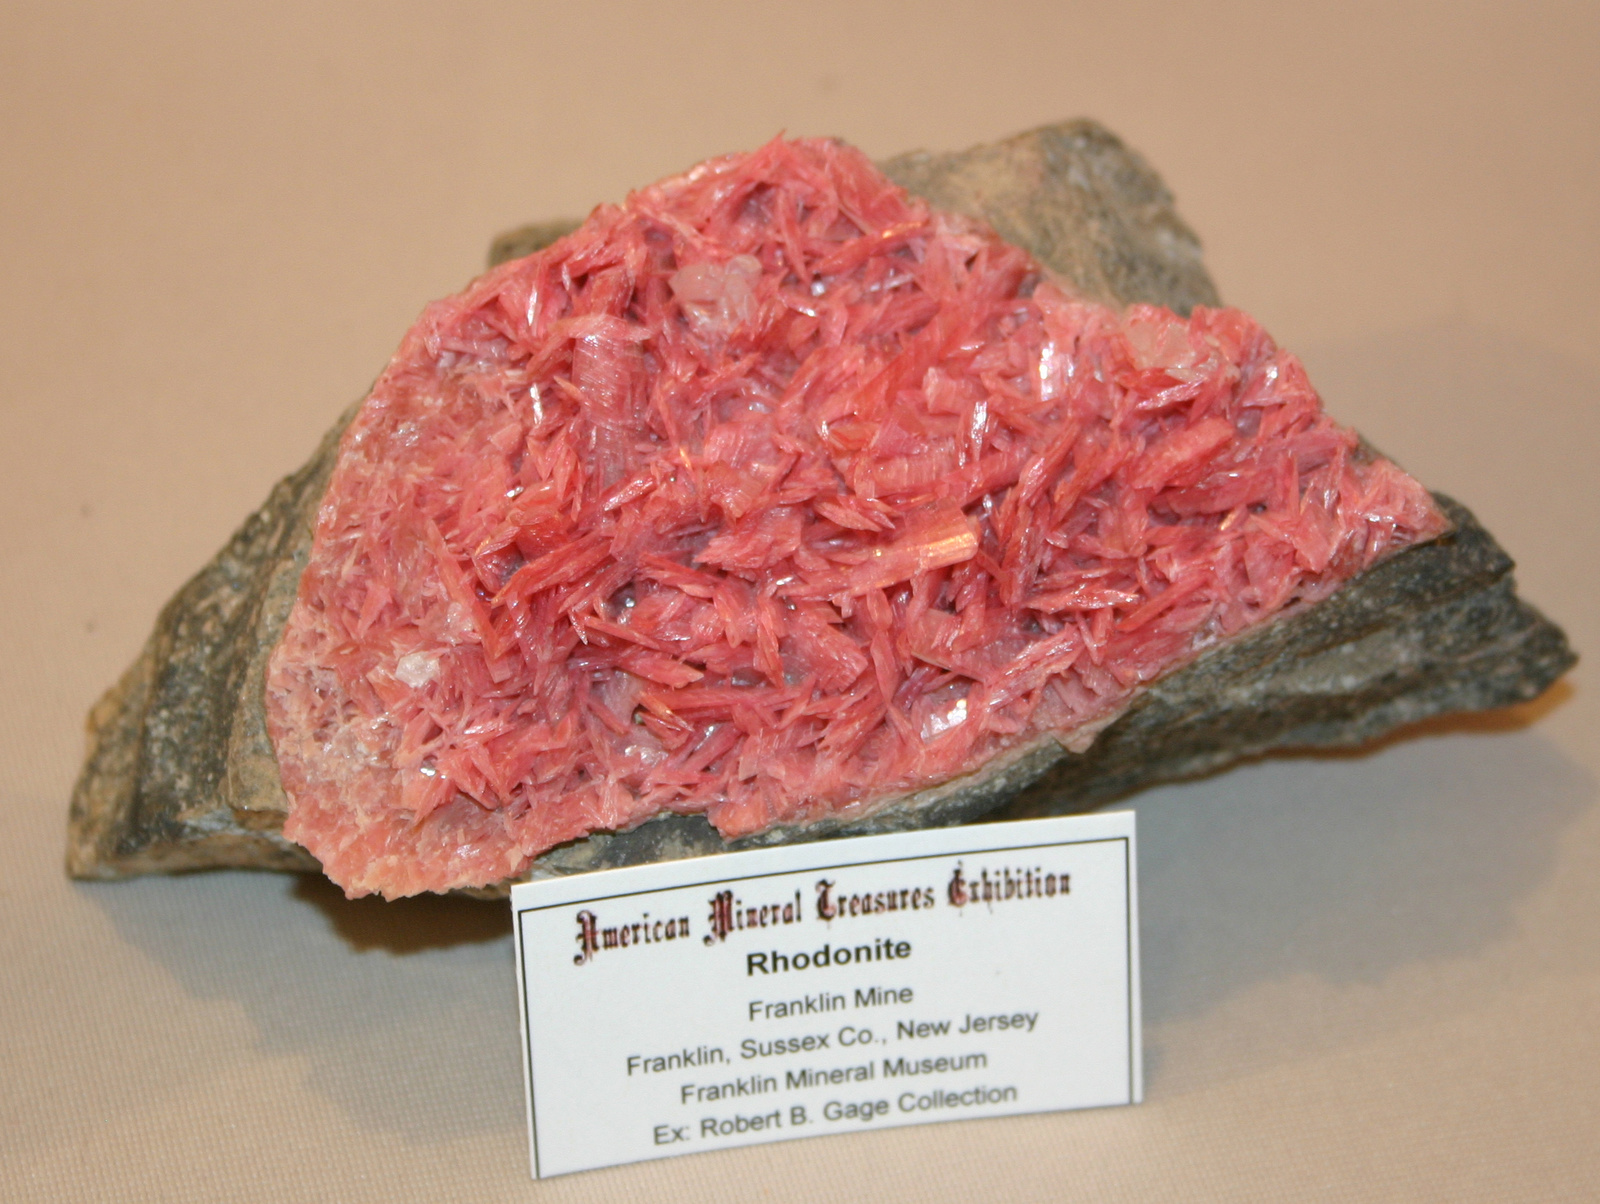 American Mineral Treasures Exhibition
Rhodonite
Franklin Mine
Franklin, Sussex Co., New Jersey
Franklin Mineral Museum
Ex: Robert B. Gage Collection